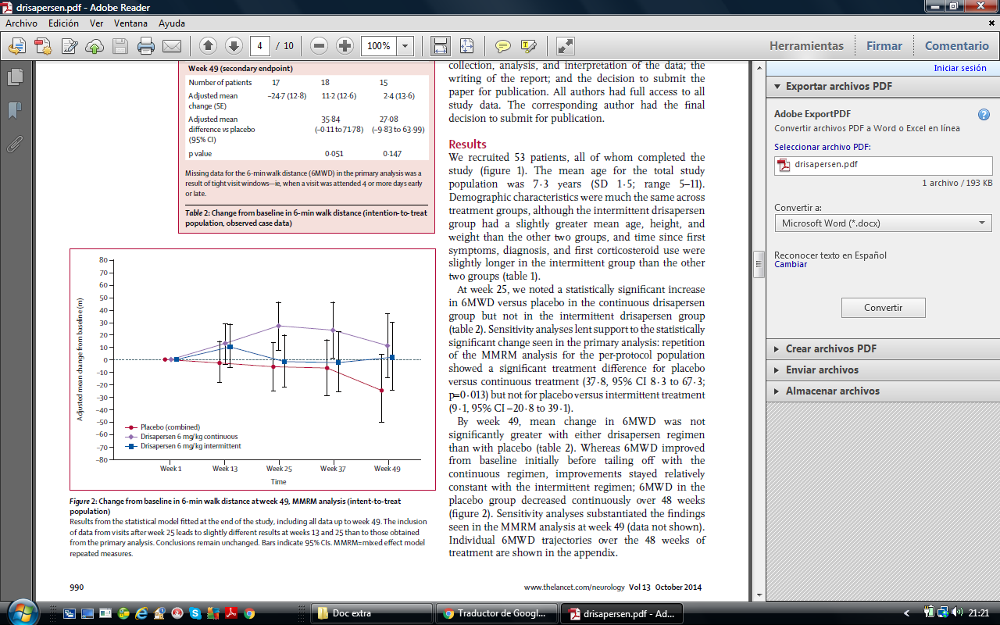 drisapersen.pdf - Adobe Reader
Archivo Edición Ver Ventana Ayuda
4 / 10 100% Herramientas Firmar Comentario
Week 49 (secondary endpoint)
Number of patients 17 18 15
Adjusted mean change (SE) –24·7 (12·8) 11·2 (12·6) 2·4 (13·6)
Adjusted mean 35·84 27·08
difference vs placebo (–0·11 to 71·78) (–9·83 to 63·99)
(95% CI)
p value 0·051 0·147
Missing data for the 6-min walk distance (6MWD) in the primary analysis was a
result of tight visit windows—ie, when a visit was attended 4 or more days early
or late.
Table 2: Change from baseline in 6-min walk distance (intention-to-treat
population, observed case data)
80
70
60
50
40
30
20
10
0
–10
–20
–30
–40
–50
–60
–70
–80
Adjusted mean change from baseline (m)
Placebo (combined)
Drisapersen 6 mg/kg continuous
Drisapersen 6 mg/kg intermittent
Week 1 Week 13 Week 25 Week 37 Week 49
Time
Figure 2: Change from baseline in 6-min walk distance at week 49, MMRM analysis (intent-to-treat
population)
Results from the statistical model fitted at the end of the study, including all data up to week 49. The inclusion
of data from visits after week 25 leads to slightly different results at weeks 13 and 25 than to those obtained
from the primary analysis. Conclusions remain unchanged. Bars indicate 95% CIs. MMRM=mixed effect model
repeated measures.
collection, analysis, and interpretation of the data; the
writing of the report; and the decision to submit the
paper for publication. All authors had full access to all
study data. The corresponding author had the final
decision to submit for publication.
Results
We recruited 53 patients, all of whom completed the
study (figure 1). The mean age for the total study
population was 7·3 years (SD 1·5; range 5–11).
Demographic characteristics were much the same across
treatment groups, although the intermittent drisapersen
group had a slightly greater mean age, height, and
weight than the other two groups, and time since first
symptoms, diagnosis, and first corticosteroid use were
slightly longer in the intermittent group than the other
two groups (table 1).
At week 25, we noted a statistically significant increase
in 6MWD versus placebo in the continuous drisapersen
group but not in the intermittent drisapersen group
(table 2). Sensitivity analyses lent support to the statistically
significant change seen in the primary analysis: repetition
of the MMRM analysis for the per-protocol population
showed a significant treatment difference for placebo
versus continuous treatment (37·8, 95% CI 8·3 to 67·3;
p=0·013) but not for placebo versus intermittent treatment
(9·1, 95% CI –20·8 to 39·1).
By week 49, mean change in 6MWD was not
significantly greater with either drisapersen regimen
than with placebo (table 2). Whereas 6MWD improved
from baseline initially before tailing off with the
continuous regimen, improvements stayed relatively
constant with the intermittent regimen; 6MWD in the
placebo group decreased continuously over 48 weeks
(figure 2). Sensitivity analyses substantiated the findings
seen in the MMRM analysis at week 49 (data not shown).
Individual 6MWD trajectories over the 48 weeks of
treatment are shown in the appendix.
990 www.thelancet.com/neurology Vol 13 October 2014
Iniciar sesión
Exportar archivos PDF
Adobe ExportPDF
Convertir archivos PDF a Word o Excel en línea
Seleccionar archivo PDF:
drisapersen.pdf
1 archivo / 193 KB
Convertir a:
Microsoft Word (*.docx)
Reconocer texto en Español
Cambiar
Convertir
Crear archivos PDF
Enviar archivos
Almacenar archivos
Doc extra Traductor de Googl... drisapersen.pdf - Ad... 21:21